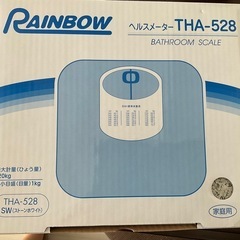 RAINBOW
ヘルスメーター THA-528
BATHROOM SCALE
大計量(ひょう量)
20kg
小目盛(目量)1kg
THA-528
SW(ストーンホワイト)
家庭用